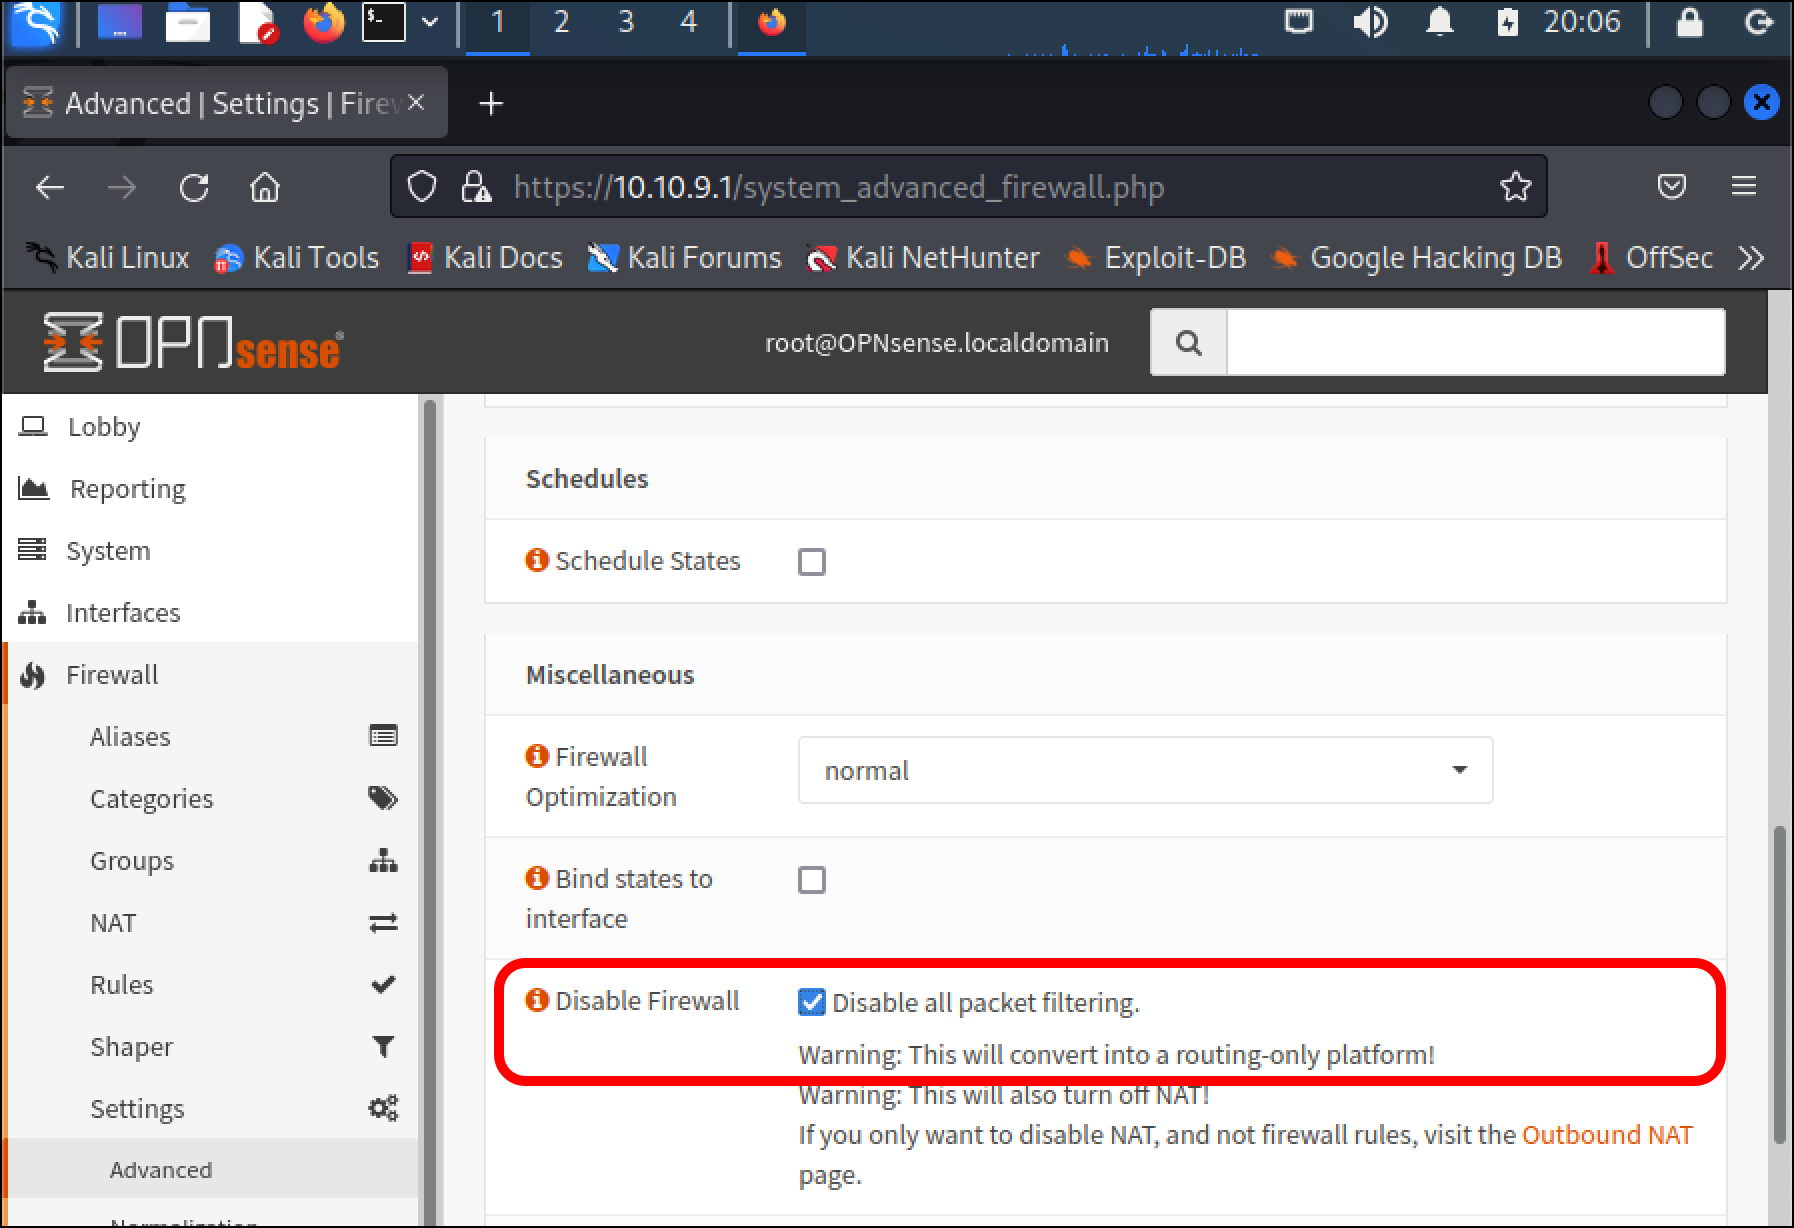 1 2 3 4 20:06
Advanced | Settings | Firew
https://10.10.9.1/system_advanced_firewall.php
Kali Linux Kali Tools Kali Docs Kali Forums Kali NetHunter Exploit-DB Google Hacking DB OffSec
OPNsense root@OPNsense.localdomain
Lobby
Reporting
System
Interfaces
Firewall
Aliases
Categories
Groups
NAT
Rules
Shaper
Settings
Advanced
Normalization
Schedules
Schedule States
Miscellaneous
Firewall
Optimization
normal
Bind states to
interface
Disable Firewall
Disable all packet filtering.
Warning: This will convert into a routing-only platform!
Warning: This will also turn off NAT!
If you only want to disable NAT, and not firewall rules, visit the Outbound NAT
page.